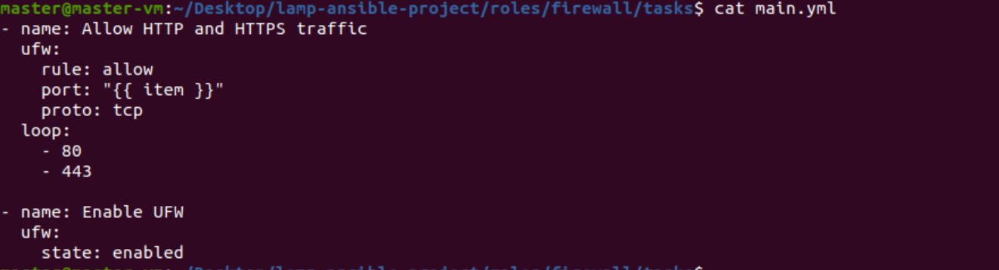 master@master-vm:~/Desktop/lamp-ansible-project/roles/firewall/tasks$ cat main.yml
- name: Allow HTTP and HTTPS traffic
  ufw:
    rule: allow
    port: "{{ item }}"
    proto: tcp
  loop:
    - 80
    - 443

- name: Enable UFW
  ufw:
    state: enabled